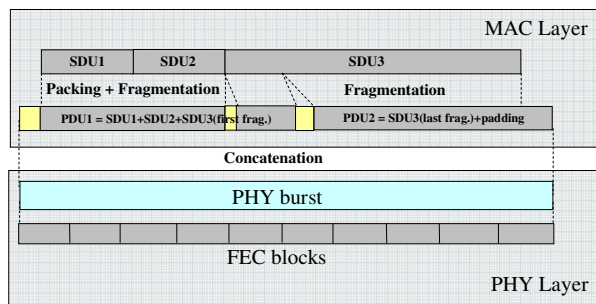 MAC Layer
SDU1 SDU2 SDU3
Packing + Fragmentation Fragmentation
PDU1 = SDU1+SDU2+SDU3(first frag.) PDU2 = SDU3(last frag.)+padding
Concatenation
PHY burst
FEC blocks
PHY Layer